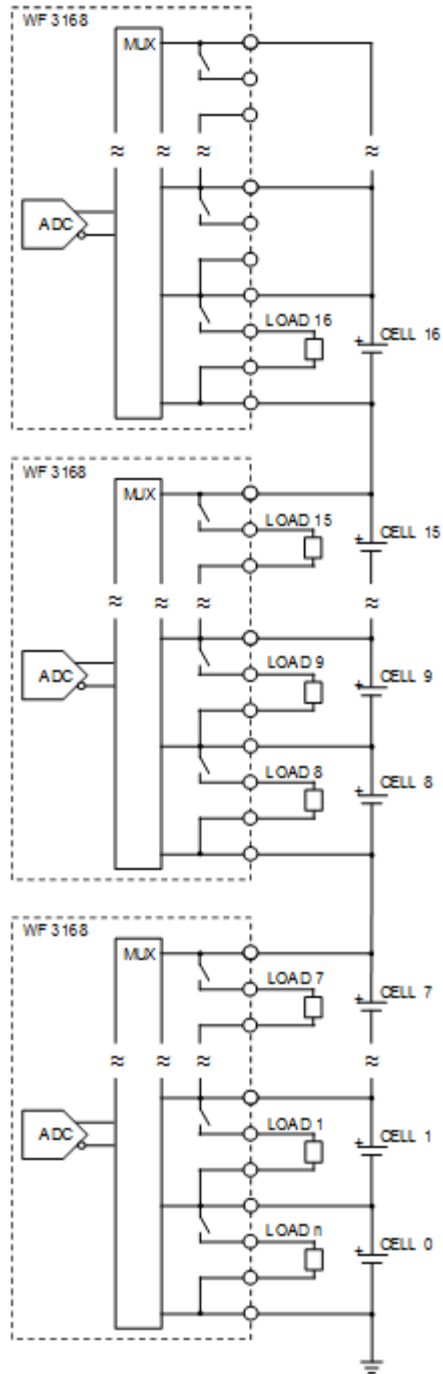 WF 3168
MUX
ADC
LOAD 16
CELL 16
WF 3168
MUX
LOAD 15
CELL 15
ADC
LOAD 9
CELL 9
LOAD 8
CELL 8
WF 3168
MUX
LOAD 7
CELL 7
ADC
LOAD 1
CELL 1
LOAD n
CELL 0